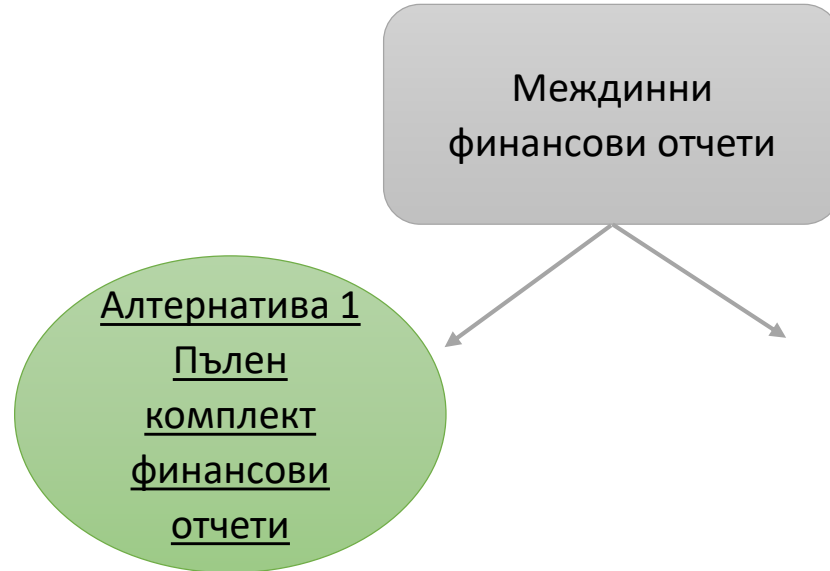 Междинни
финансови отчети
Алтернатива 1
Пълен
комплект
финансови
отчети